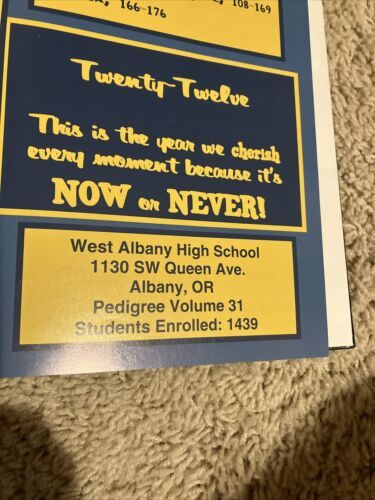 108-169
166-176
Twenty-Twelve
This is the year we cherish
every moment because it's
NOW or NEVER!
West Albany High School
1130 SW Queen Ave.
Albany, OR
Pedigree Volume 31
Students Enrolled: 1439